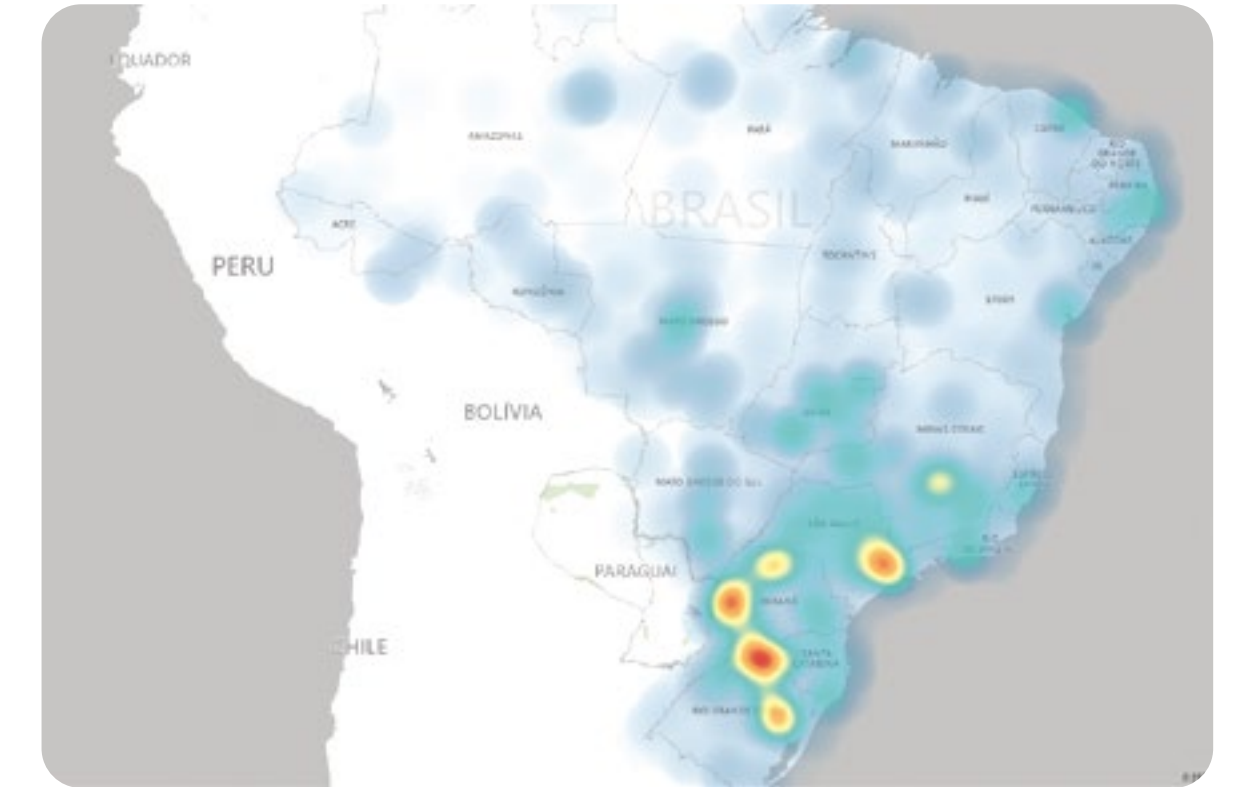 EQUADOR
AMAZONIA
PARÁ
CEARÁ
MARANHÃO
RIO
GRANDE
DO NORTE
PARAÍBA
BRASIL
PIAUÍ
PERNAMBUCO
ACRE
ALAGOAS
TOCANTINS
PERU
RONDÔNIA
BAHIA
MATO GROSSO
BOLÍVIA
GOIÁS
MINAS GERAIS
MATO GROSSO DO SUL
ESPÍRITO
SANTO
SÃO PAULO
RIO
DE JANEIRO
PARAGUAI
PARANÁ
CHILE
SANTA
CATARINA
RIO GRANDE